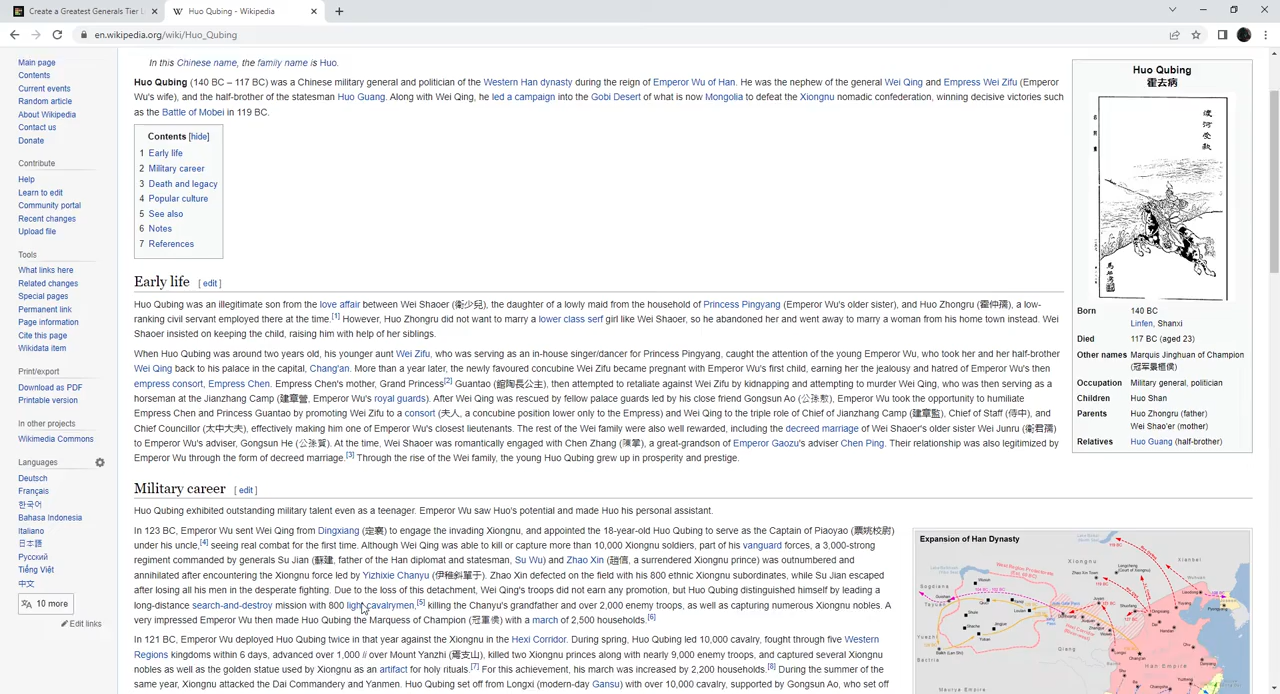 Create a Greatest Generals Tier L
Huo Qubing - Wikipedia
en.wikipedia.org/wiki/Huo_Qubing
Main page
Contents
Current events
Random article
About Wikipedia
Contact us
Donate
Contribute
Help
Learn to edit
Community portal
Recent changes
Upload file
Tools
What links here
Related changes
Special pages
Permanent link
Page information
Cite this page
Wikidata item
Print/export
Download as PDF
Printable version
In other projects
Wikimedia Commons
Languages
Deutsch
Français
한국어
Bahasa Indonesia
Italiano
日本語
Русский
Tiếng Việt
中文
10 more
Edit links
In this Chinese name, the family name is Huo.
Huo Qubing (140 BC – 117 BC) was a Chinese military general and politician of the Western Han dynasty during the reign of Emperor Wu of Han. He was the nephew of the general Wei Qing and Empress Wei Zifu (Emperor
Wu's wife), and the half-brother of the statesman Huo Guang. Along with Wei Qing, he led a campaign into the Gobi Desert of what is now Mongolia to defeat the Xiongnu nomadic confederation, winning decisive victories such
as the Battle of Mobei in 119 BC.
Contents [hide]
1 Early life
2 Military career
3 Death and legacy
4 Popular culture
5 See also
6 Notes
7 References
Early life [ edit ]
Huo Qubing was an illegitimate son from the love affair between Wei Shaoer (衛少兒), the daughter of a lowly maid from the household of Princess Pingyang (Emperor Wu's older sister), and Huo Zhongru (霍仲孺), a low-
ranking civil servant employed there at the time.[1] However, Huo Zhongru did not want to marry a lower class serf girl like Wei Shaoer, so he abandoned her and went away to marry a woman from his home town instead. Wei
Shaoer insisted on keeping the child, raising him with help of her siblings.
When Huo Qubing was around two years old, his younger aunt Wei Zifu, who was serving as an in-house singer/dancer for Princess Pingyang, caught the attention of the young Emperor Wu, who took her and her half-brother
Wei Qing back to his palace in the capital, Chang'an. More than a year later, the newly favoured concubine Wei Zifu became pregnant with Emperor Wu's first child, earning her the jealousy and hatred of Emperor Wu's then
empress consort, Empress Chen. Empress Chen's mother, Grand Princess[2] Guantao (館陶長公主), then attempted to retaliate against Wei Zifu by kidnapping and attempting to murder Wei Qing, who was then serving as a
horseman at the Jianzhang Camp (建章營, Emperor Wu's royal guards). After Wei Qing was rescued by fellow palace guards led by his close friend Gongsun Ao (公孫敖), Emperor Wu took the opportunity to humiliate
Empress Chen and Princess Guantao by promoting Wei Zifu to a consort (夫人, a concubine position lower only to the Empress) and Wei Qing to the triple role of Chief of Jianzhang Camp (建章監), Chief of Staff (侍中), and
Chief Councillor (太中大夫), effectively making him one of Emperor Wu's closest lieutenants. The rest of the Wei family were also well rewarded, including the decreed marriage of Wei Shaoer's older sister Wei Junru (衛君孺)
to Emperor Wu's adviser, Gongsun He (公孫賀). At the time, Wei Shaoer was romantically engaged with Chen Zhang (陳掌), a great-grandson of Emperor Gaozu's adviser Chen Ping. Their relationship was also legitimized by
Emperor Wu through the form of decreed marriage.[3] Through the rise of the Wei family, the young Huo Qubing grew up in prosperity and prestige.
Military career [ edit ]
Huo Qubing exhibited outstanding military talent even as a teenager. Emperor Wu saw Huo's potential and made Huo his personal assistant.
In 123 BC, Emperor Wu sent Wei Qing from Dingxiang (定襄) to engage the invading Xiongnu, and appointed the 18-year-old Huo Qubing to serve as the Captain of Piaoyao (票姚校尉)
under his uncle,[4] seeing real combat for the first time. Although Wei Qing was able to kill or capture more than 10,000 Xiongnu soldiers, part of his vanguard forces, a 3,000-strong
regiment commanded by generals Su Jian (蘇建, father of the Han diplomat and statesman, Su Wu) and Zhao Xin (趙信, a surrendered Xiongnu prince) was outnumbered and
annihilated after encountering the Xiongnu force led by Yizhixie Chanyu (伊稚斜單于). Zhao Xin defected on the field with his 800 ethnic Xiongnu subordinates, while Su Jian escaped
after losing all his men in the desperate fighting. Due to the loss of this detachment, Wei Qing's troops did not earn any promotion, but Huo Qubing distinguished himself by leading a
long-distance search-and-destroy mission with 800 light cavalrymen,[5] killing the Chanyu's grandfather and over 2,000 enemy troops, as well as capturing numerous Xiongnu nobles. A
very impressed Emperor Wu then made Huo Qubing the Marquess of Champion (冠軍侯) with a march of 2,500 households.[6]
In 121 BC, Emperor Wu deployed Huo Qubing twice in that year against the Xiongnu in the Hexi Corridor. During spring, Huo Qubing led 10,000 cavalry, fought through five Western
Regions kingdoms within 6 days, advanced over 1,000 li over Mount Yanzhi (焉支山), killed two Xiongnu princes along with nearly 9,000 enemy troops, and captured several Xiongnu
nobles as well as the golden statue used by Xiongnu as an artifact for holy rituals.[7] For this achievement, his march was increased by 2,200 households.[8] During the summer of the
same year, Xiongnu attacked the Dai Commandery and Yanmen. Huo Qubing set off from Longxi (modern-day Gansu) with over 10,000 cavalry, supported by Gongsun Ao, who set off
Huo Qubing
霍去病
Born 140 BC
Linfen, Shanxi
Died 117 BC (aged 23)
Other names Marquis Jinghuan of Champion
(冠军景桓侯)
Occupation Military general, politician
Children Huo Shan
Parents Huo Zhongru (father)
Wei Shao'er (mother)
Relatives Huo Guang (half-brother)
Expansion of Han Dynasty
Xianbei
Sogdiana
Tayuan
Yuezhi
Bactria
Qiang
Han Empire